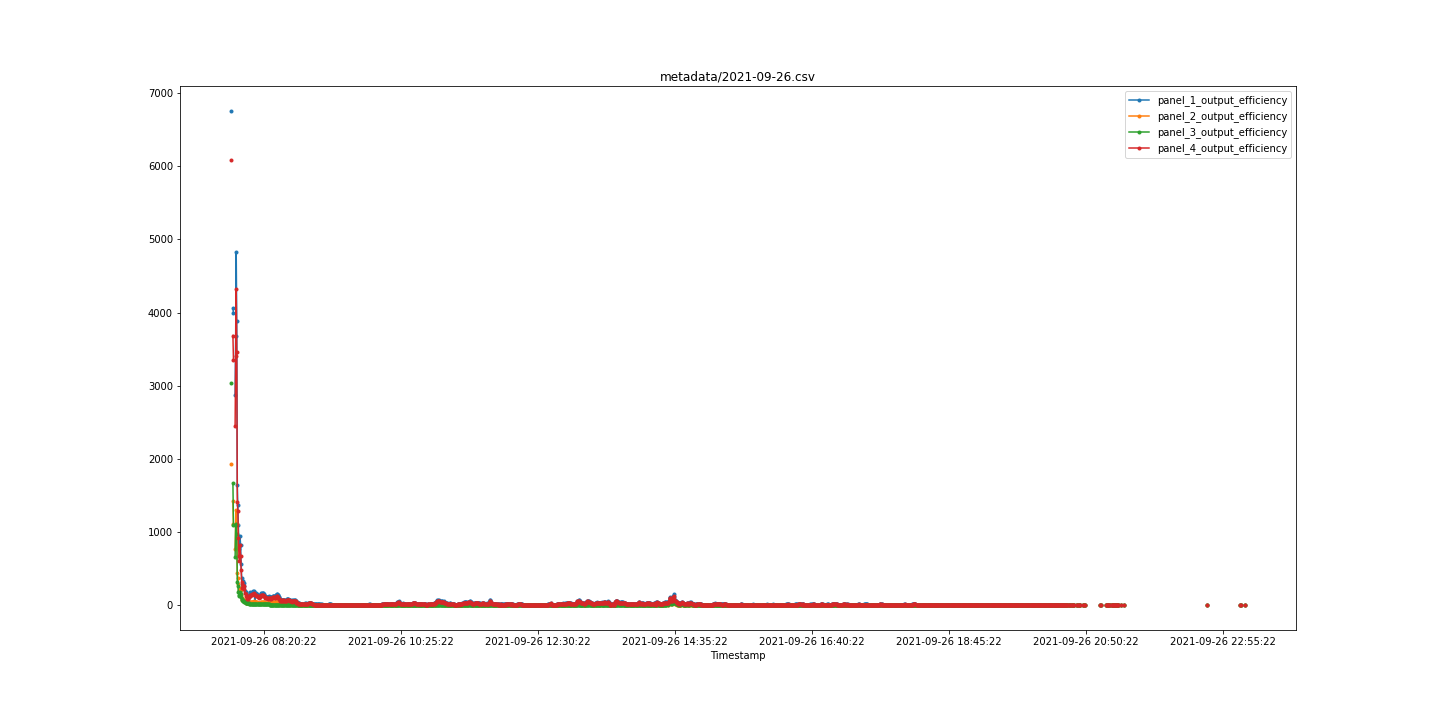 metadata/2021-09-26.csv
7000
6000
5000
4000
3000
2000
1000
0
panel_1_output_efficiency
panel_2_output_efficiency
panel_3_output_efficiency
panel_4_output_efficiency
2021-09-26 08:20:22 2021-09-26 10:25:22 2021-09-26 12:30:22 2021-09-26 14:35:22 2021-09-26 16:40:22 2021-09-26 18:45:22 2021-09-26 20:50:22 2021-09-26 22:55:22
Timestamp